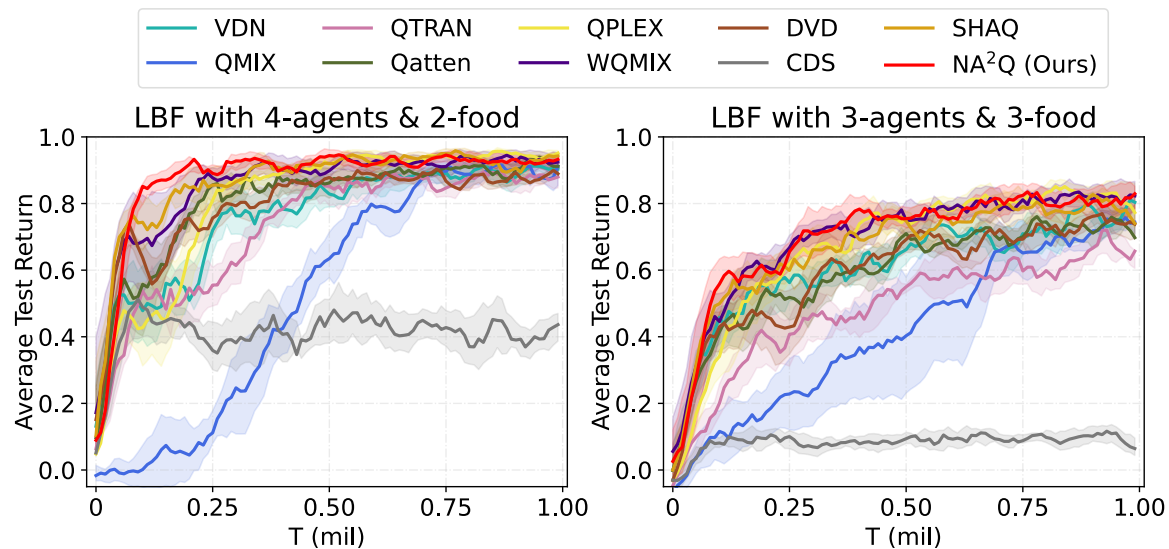 VDN QTRAN QPLEX DVD SHAQ
QMIX Qatten WQMIX CDS NA²Q (Ours)
LBF with 4-agents & 2-food
Average Test Return
1.0
0.8
0.6
0.4
0.2
0.0
0 0.25 0.50 0.75 1.00
T (mil)
LBF with 3-agents & 3-food
Average Test Return
1.0
0.8
0.6
0.4
0.2
0.0
0 0.25 0.50 0.75 1.00
T (mil)